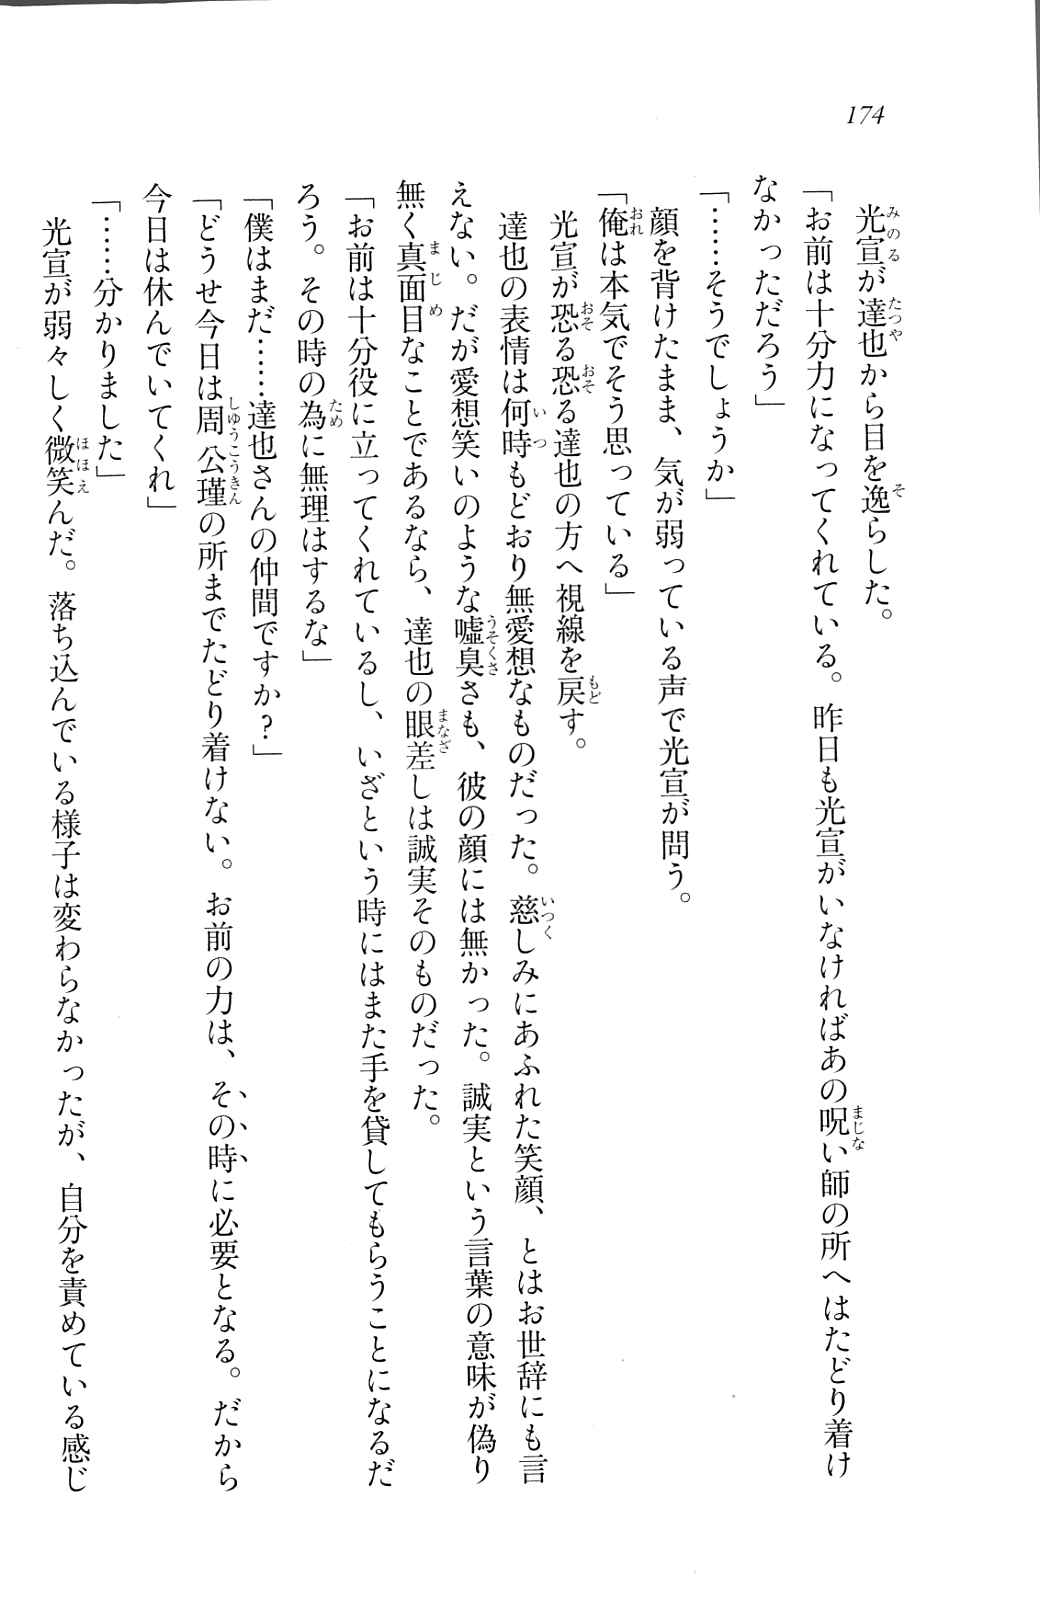 174
光宣が達也から目を逸らした。
「お前は十分力になってくれている。昨日も光宣がいなければあの呪い師の所へはたどり着け
なかっただろう」
「……そうでしょうか」
顔を背けたまま、気が弱っている声で光宣が問う。
「俺は本気でそう思っている」
光宣が恐る恐る達也の方へ視線を戻す。
達也の表情は何時もどおり無愛想なものだった。慈しみにあふれた笑顔、とはお世辞にも言
えない。だが愛想笑いのような嘘臭さも、彼の顔には無かった。誠実という言葉の意味が偽り
無く真面目なことであるなら、達也の眼差しは誠実そのものだった。
「お前は十分役に立ってくれているし、いざという時にはまた手を貸してもらうことになるだ
ろう。その時の為に無理はするな」
「僕はまだ……達也さんの仲間ですか?」
「どうせ今日は周公瑾の所までたどり着けない。お前の力は、その時に必要となる。だから
今日は休んでいてくれ」
「……分かりました」
光宣が弱々しく微笑んだ。落ち込んでいる様子は変わらなかったが、自分を責めている感じ